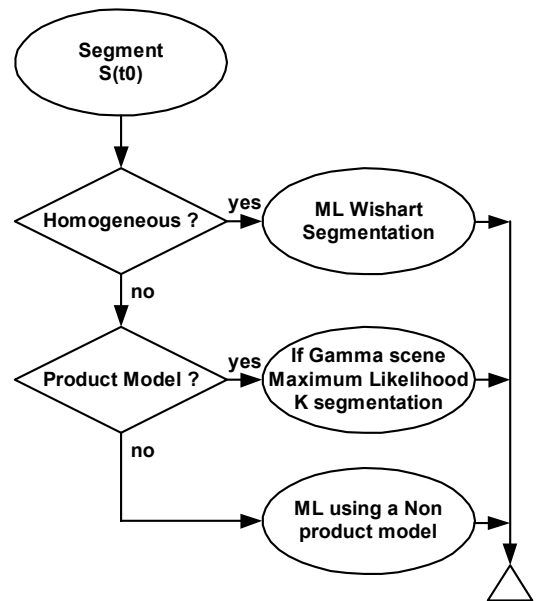 Segment
S(t0)
Homogeneous ?
yes
ML Wishart
Segmentation
no
Product Model ?
yes
If Gamma scene
Maximum Likelihood
K segmentation
no
ML using a Non
product model